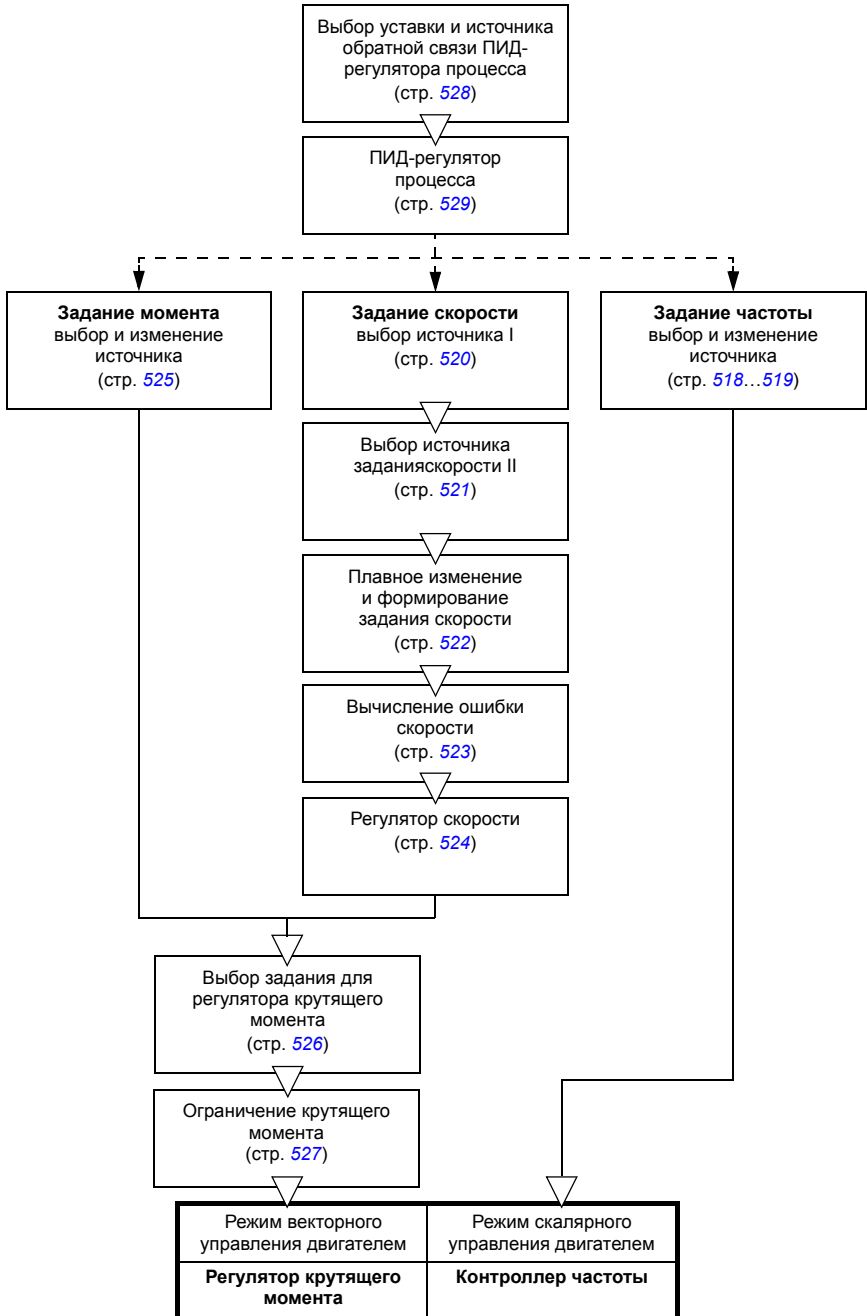 Выбор уставки и источника
обратной связи ПИД-
регулятора процесса
(стр. 528)
ПИД-регулятор
процесса
(стр. 529)
Задание момента
выбор и изменение
источника
(стр. 525)
Задание скорости
выбор источника I
(стр. 520)
Задание частоты
выбор и изменение
источника
(стр. 518…519)
Выбор источника
заданияскорости II
(стр. 521)
Плавное изменение
и формирование
задания скорости
(стр. 522)
Вычисление ошибки
скорости
(стр. 523)
Регулятор скорости
(стр. 524)
Выбор задания для
регулятора крутящего
момента
(стр. 526)
Ограничение крутящего
момента
(стр. 527)
Режим векторного
управления двигателем
Режим скалярного
управления двигателем
Регулятор крутящего
момента
Контроллер частоты